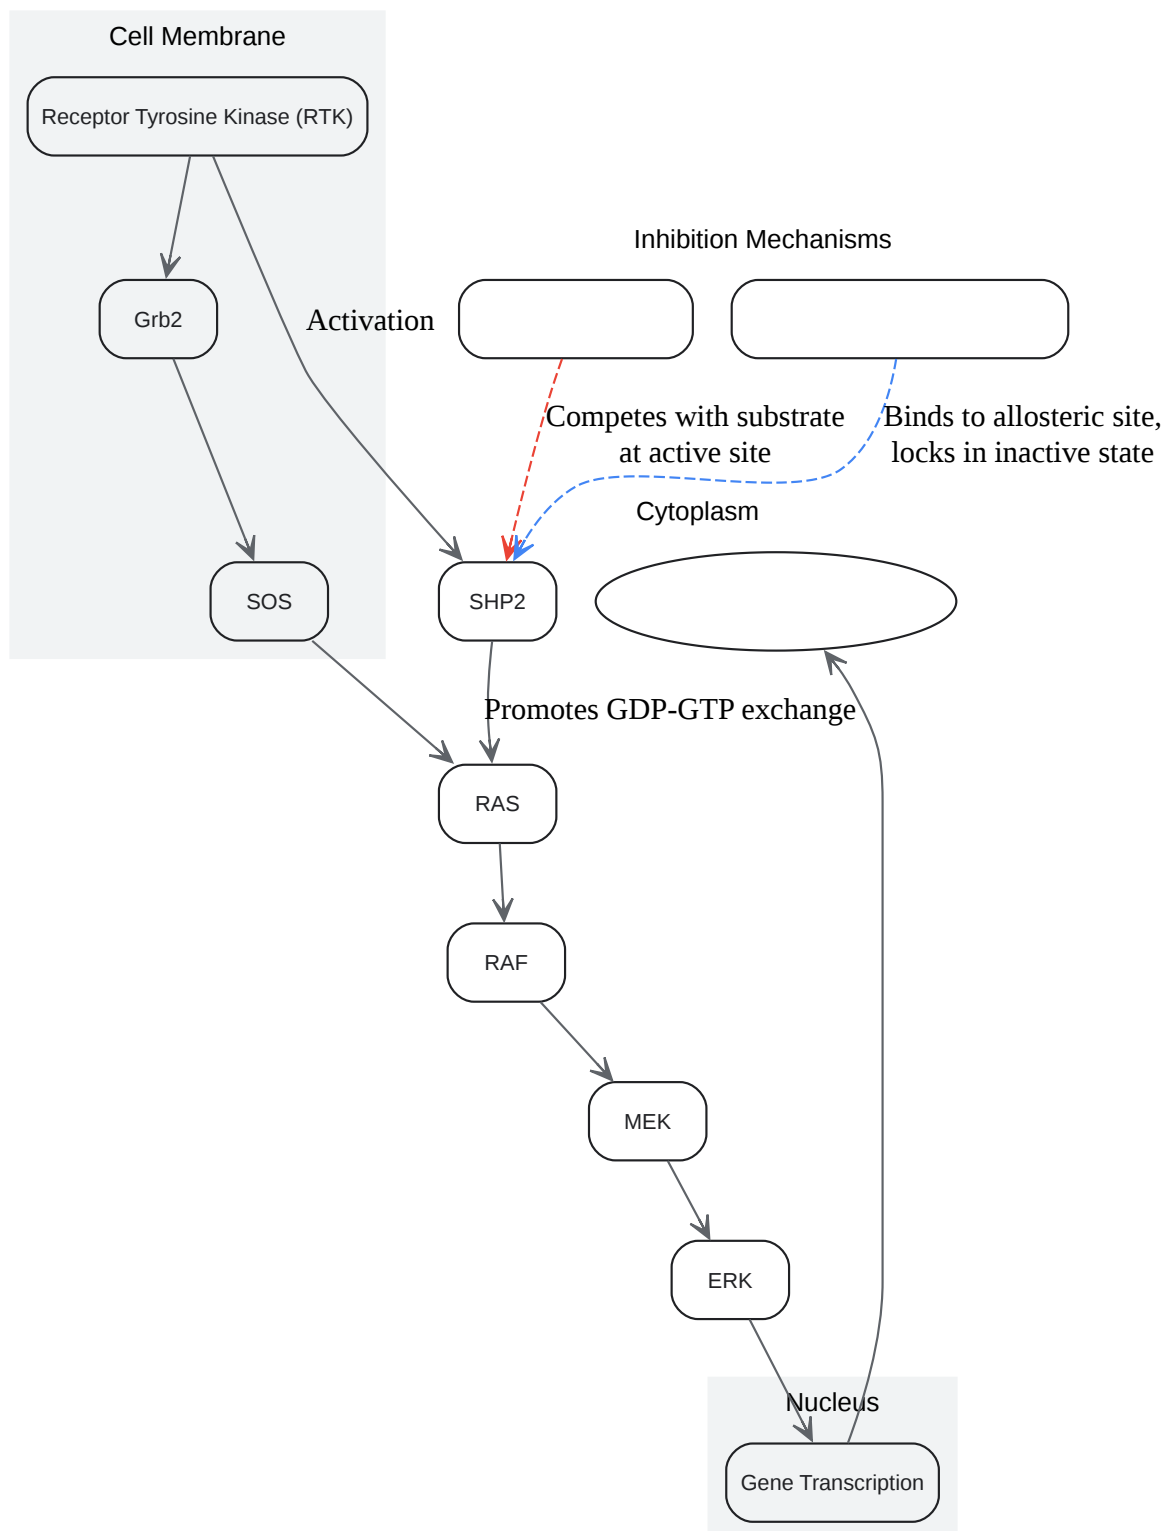 Cell Membrane
Receptor Tyrosine Kinase (RTK)
Inhibition Mechanisms
Grb2
Activation
Competes with substrate
at active site
Binds to allosteric site,
locks in inactive state
Cytoplasm
SOS
SHP2
Promotes GDP-GTP exchange
RAS
RAF
MEK
ERK
Nucleus
Gene Transcription